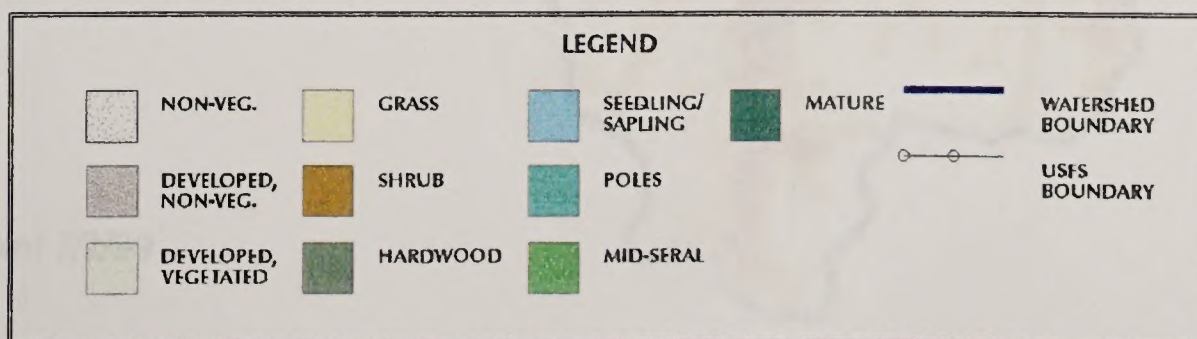 LEGEND
NON-VEG.
DEVELOPED,
NON-VEG.
DEVELOPED,
VEGETATED
GRASS
SHRUB
HARDWOOD
SEEDLING/
SAPLING
POLES
MID-SERAL
MATURE
WATERSHED
BOUNDARY
USFS
BOUNDARY